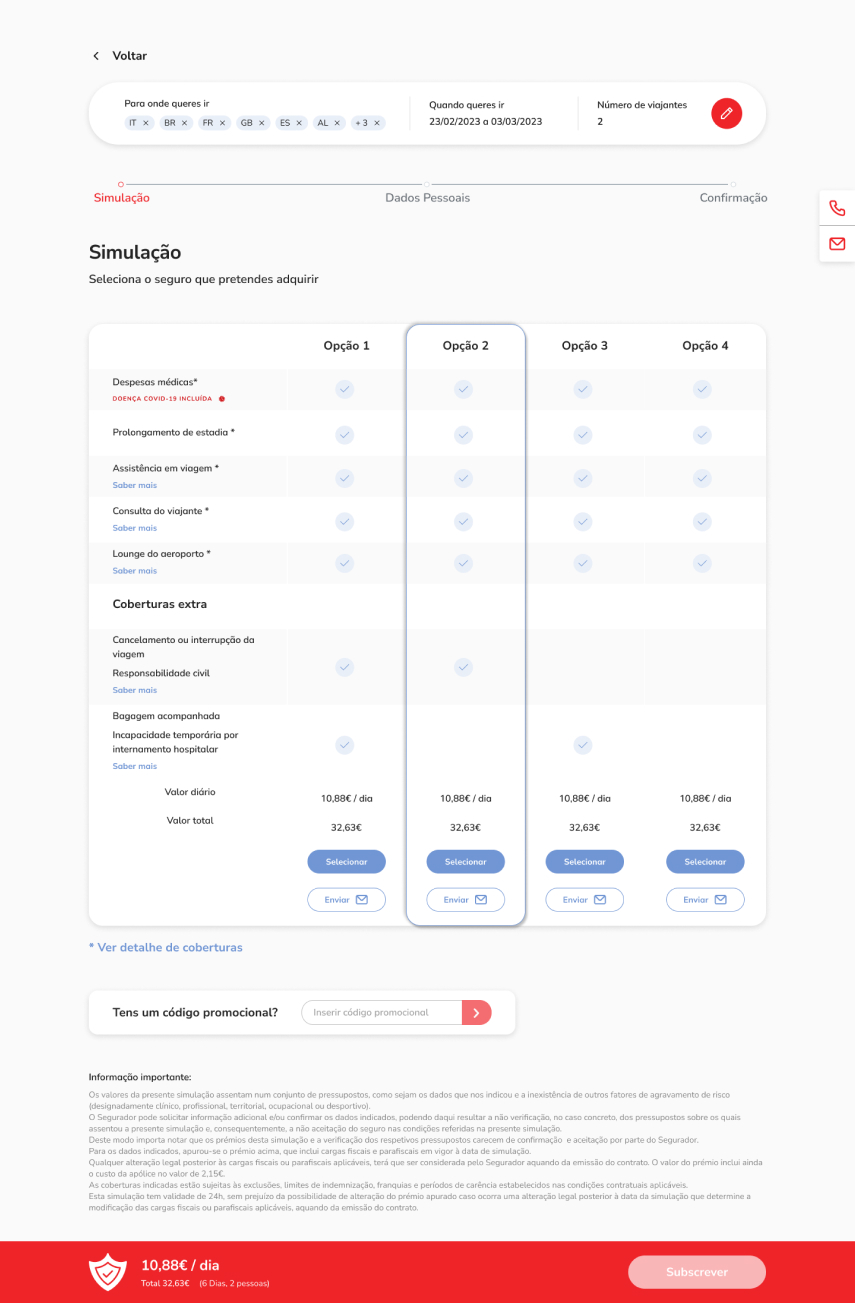 Voltar
Para onde queres ir
IT × BR × FR × GB × ES × AL × + 3 ×
Quando queres ir
23/02/2023 a 03/03/2023
Número de viajantes
2
Simulação
Dados Pessoais
Confirmação
Simulação
Seleciona o seguro que pretendes adquirir
Opção 1 Opção 2 Opção 3 Opção 4
Despesas médicas*
DOENÇA COVID-19 INCLUÍDA
Prolongamento de estadia *
Assistência em viagem *
Saber mais
Consulta do viajante *
Saber mais
Lounge do aeroporto *
Saber mais
Coberturas extra
Cancelamento ou interrupção da
viagem
Responsabilidade civil
Saber mais
Bagagem acompanhada
Incapacidade temporária por
internamento hospitalar
Saber mais
Valor diário 10,88€ / dia 10,88€ / dia 10,88€ / dia 10,88€ / dia
Valor total 32,63€ 32,63€ 32,63€ 32,63€
Selecionar Selecionar Selecionar Selecionar
Enviar Enviar Enviar Enviar
* Ver detalhe de coberturas
Tens um código promocional?
Inserir código promocional
Informação importante:
Os valores da presente simulação assentam num conjunto de pressupostos, como sejam os dados que nos indicou e a inexistência de outros fatores de agravamento de risco
(designadamente clínico, profissional, territorial, ocupacional ou desportivo).
O Segurador pode solicitar informação adicional e/ou confirmar os dados indicados, podendo daqui resultar a não verificação, no caso concreto, dos pressupostos sobre os quais
assentou a presente simulação e, consequentemente, a não aceitação do seguro nas condições referidas na presente simulação.
Deste modo importa notar que os prémios desta simulação e a verificação dos respetivos pressupostos carecem de confirmação e aceitação por parte do Segurador.
Para os dados indicados, apurou-se o prémio acima, que inclui cargas fiscais e parafiscais em vigor à data de simulação.
Qualquer alteração legal posterior às cargas fiscais ou parafiscais aplicáveis, terá que ser considerada pelo Segurador aquando da emissão do contrato. O valor do prémio inclui ainda
o custo da apólice no valor de 2,15€.
As coberturas indicadas estão sujeitas às exclusões, limites de indemnização, franquias e períodos de carência estabelecidos nas condições contratuais aplicáveis.
Esta simulação tem validade de 24h, sem prejuízo da possibilidade de alteração do prémio apurado caso ocorra uma alteração legal posterior à data da simulação que determine a
modificação das cargas fiscais ou parafiscais aplicáveis, aquando da emissão do contrato.
10,88€ / dia
Total 32,63€ (6 Dias, 2 pessoas)
Subscrever